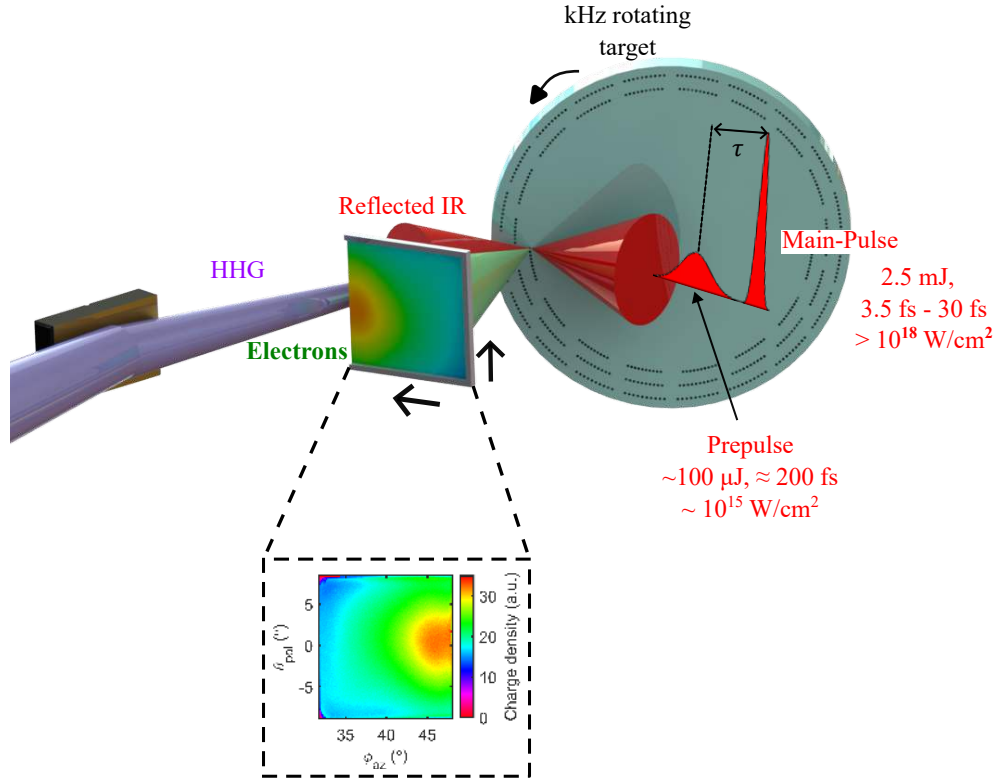 kHz rotating
target
τ
Reflected IR
Main-Pulse
HHG
2.5 mJ,
3.5 fs - 30 fs
> 10¹⁸ W/cm²
Electrons
Prepulse
~100 μJ, ≈ 200 fs
~ 10¹⁵ W/cm²
5
0
-5
θpol (°)
35
40
45
φaz (°)
30
20
10
0
Charge density (a.u.)